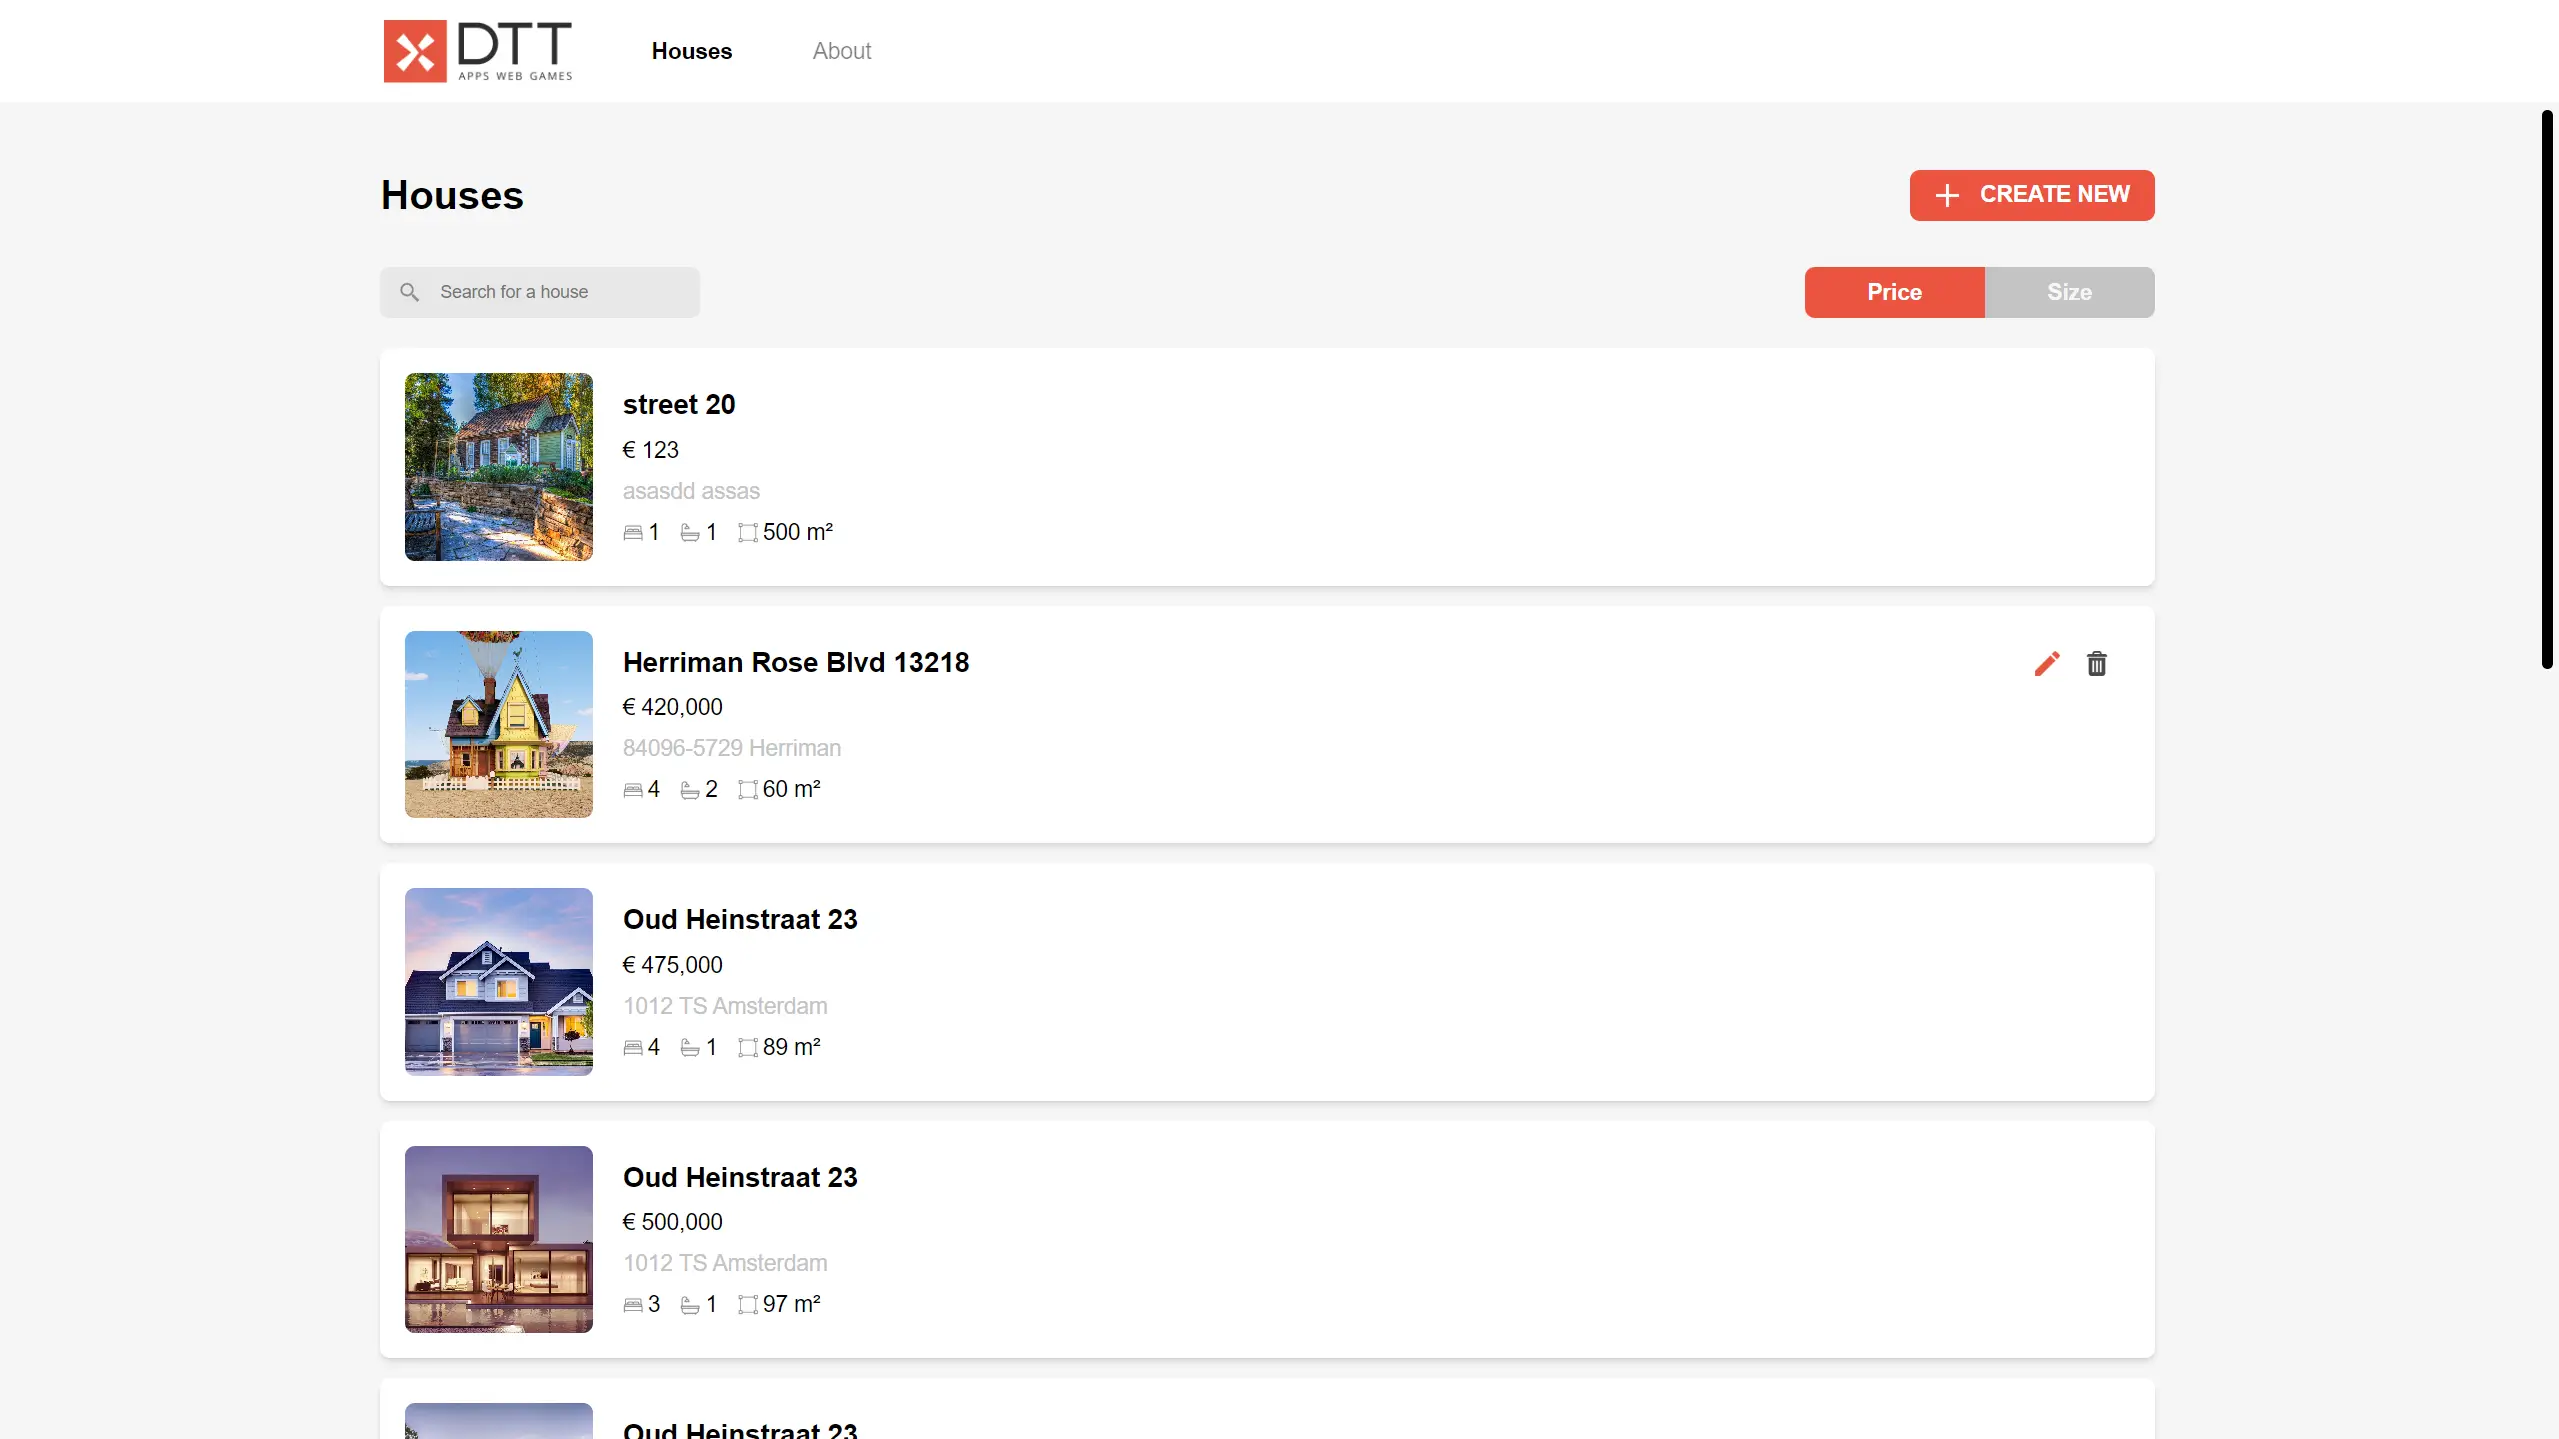 DTT
APPS WEB GAMES
Houses
About
Houses
CREATE NEW
Search for a house
Price
Size
street 20
€ 123
asasdd assas
1 1 500 m²
Herriman Rose Blvd 13218
€ 420,000
84096-5729 Herriman
4 2 60 m²
Oud Heinstraat 23
€ 475,000
1012 TS Amsterdam
4 1 89 m²
Oud Heinstraat 23
€ 500,000
1012 TS Amsterdam
3 1 97 m²
Oud Heinstraat 23